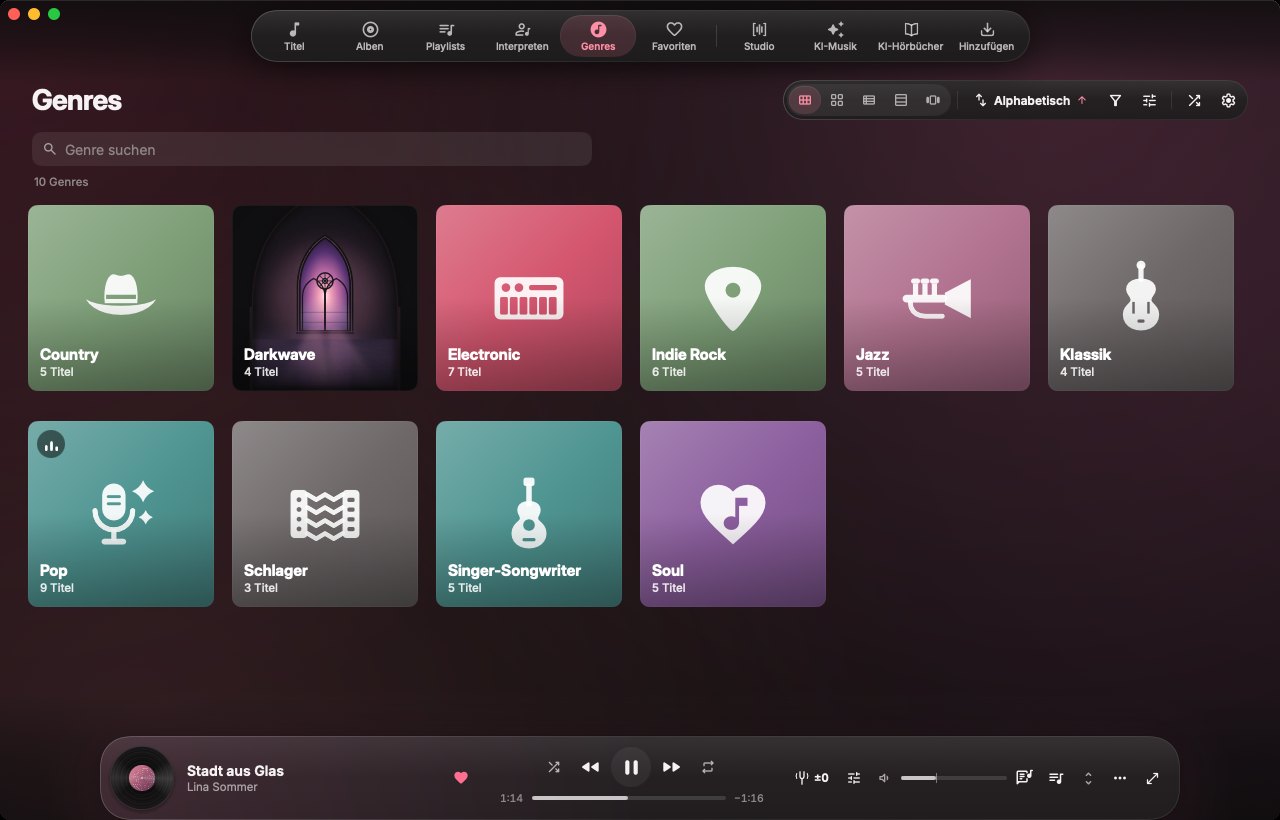 Titel
Alben
Playlists
Interpreten
Genres
Favoriten
Studio
KI-Musik
KI-Hörbücher
Hinzufügen
Genres
Alphabetisch
Genre suchen
10 Genres
Country
5 Titel
Darkwave
4 Titel
Electronic
7 Titel
Indie Rock
6 Titel
Jazz
5 Titel
Klassik
4 Titel
Pop
9 Titel
Schlager
3 Titel
Singer-Songwriter
5 Titel
Soul
5 Titel
Stadt aus Glas
Lina Sommer
1:14
−1:16
±0